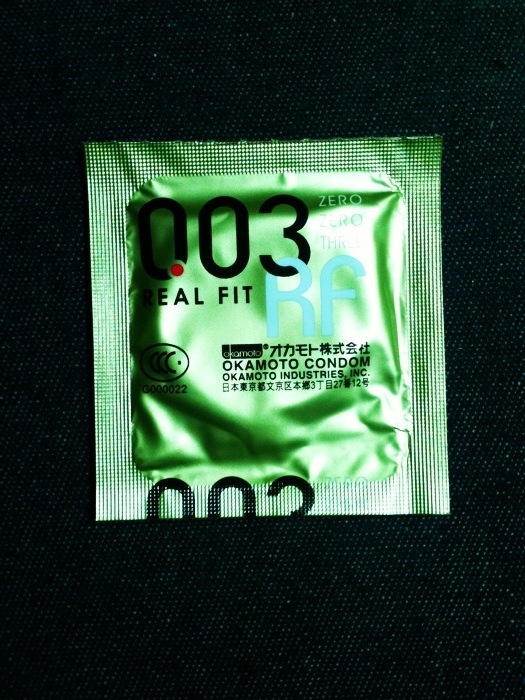 0.03
ZERO
ZERO
THREE
REAL FIT
RF
CCC
G000022
okamoto®オカモト株式会社
OKAMOTO CONDOM
OKAMOTO INDUSTRIES, INC.
日本東京都文京区本郷3丁目27番12号
003
ZERO